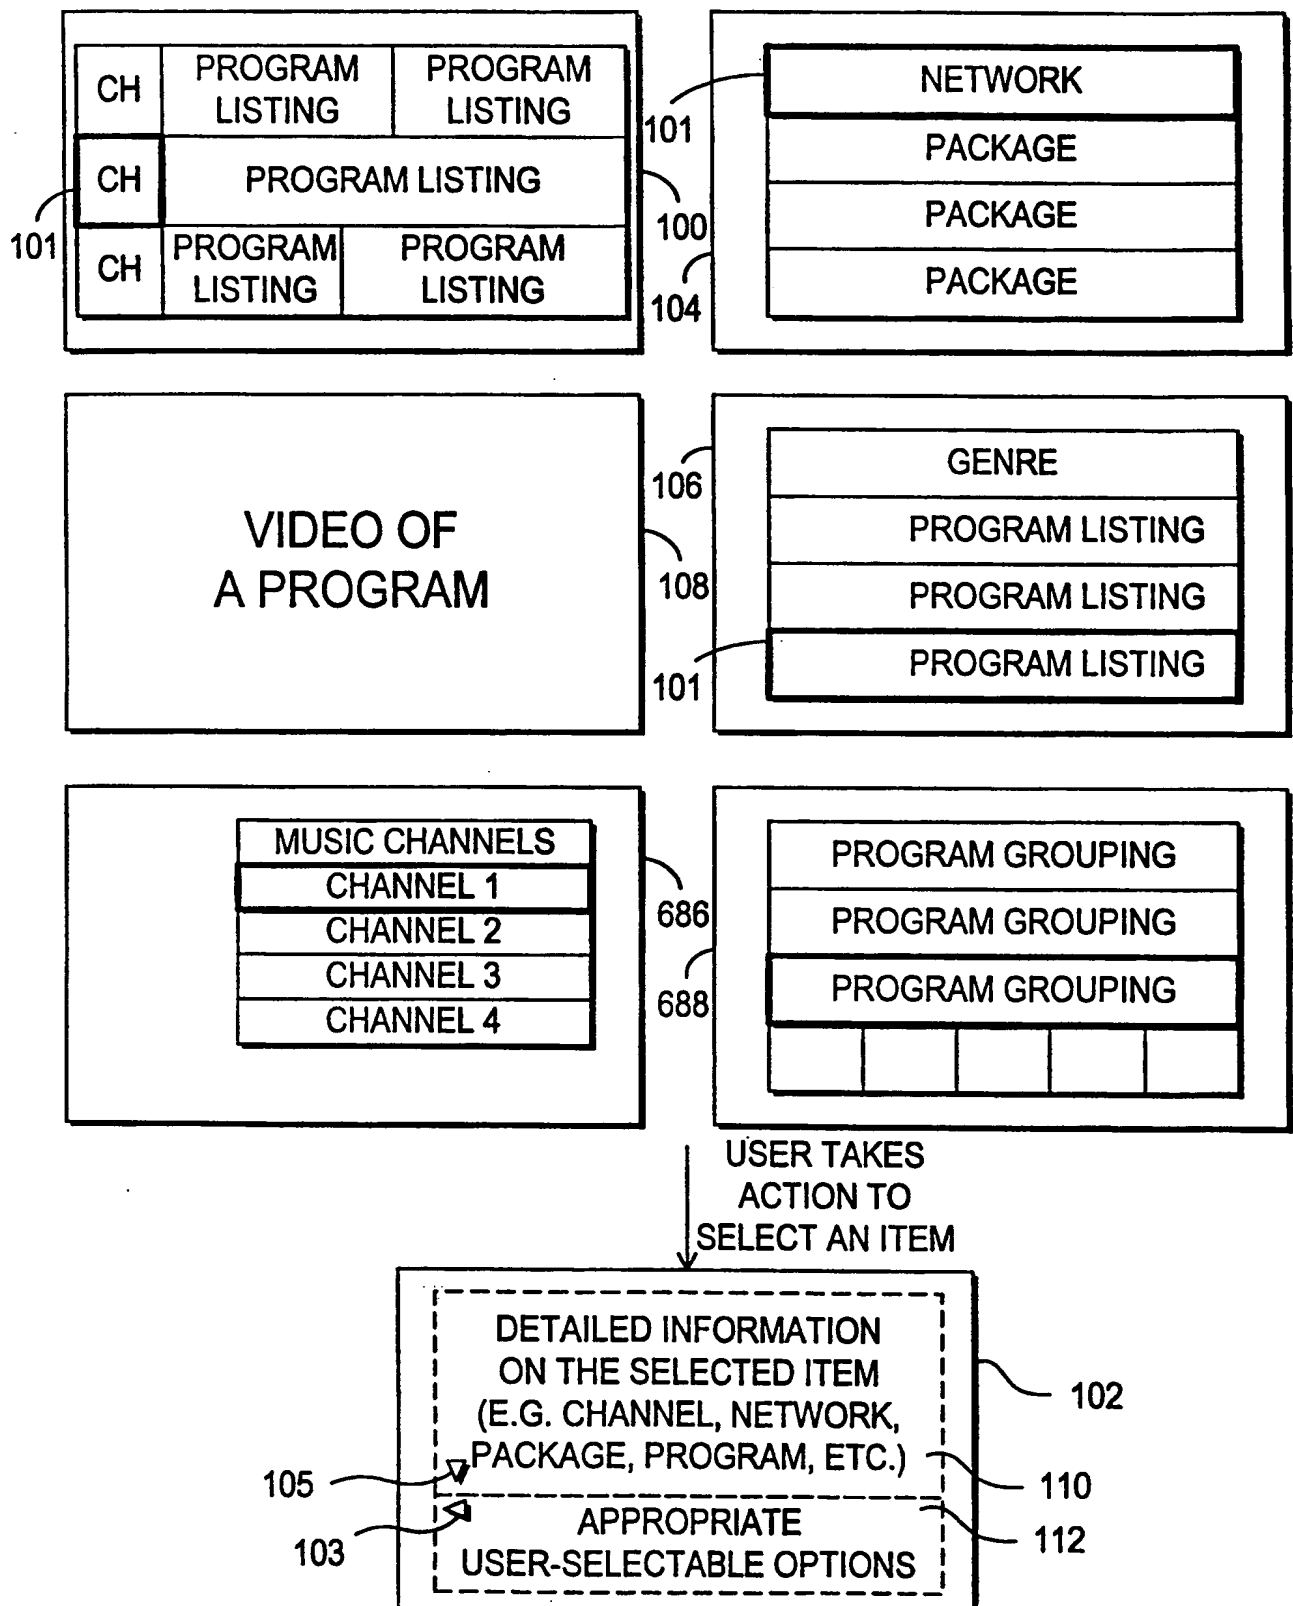 CH
PROGRAM
LISTING
PROGRAM
LISTING
CH
PROGRAM LISTING
CH
PROGRAM
LISTING
PROGRAM
LISTING
101
100
101
NETWORK
PACKAGE
PACKAGE
PACKAGE
104
VIDEO OF
A PROGRAM
108
106
GENRE
PROGRAM LISTING
PROGRAM LISTING
PROGRAM LISTING
101
MUSIC CHANNELS
CHANNEL 1
CHANNEL 2
CHANNEL 3
CHANNEL 4
686
PROGRAM GROUPING
PROGRAM GROUPING
PROGRAM GROUPING
688
USER TAKES
ACTION TO
SELECT AN ITEM
DETAILED INFORMATION
ON THE SELECTED ITEM
(E.G. CHANNEL, NETWORK,
PACKAGE, PROGRAM, ETC.)
102
105
110
APPROPRIATE
USER-SELECTABLE OPTIONS
103
112